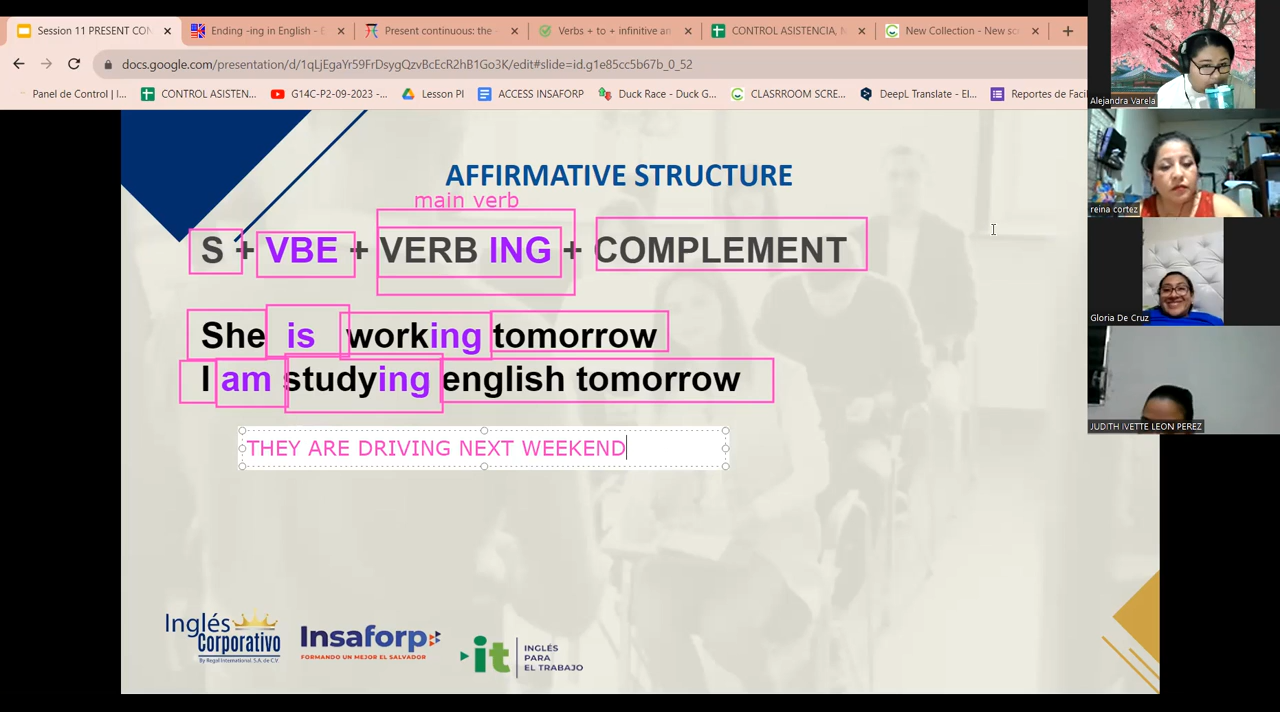 Session 11 PRESENT CON
Ending -ing in English - E
Present continuous: the
Verbs + to + infinitive an
CONTROL ASISTENCIA, M
New Collection - New scr
docs.google.com/presentation/d/1qLjEgaYr59FrDsygQzvBcEcR2hB1Go3K/edit#slide=id.g1e85cc5b67b_0_52
Panel de Control | I...
CONTROL ASISTEN...
G14C-P2-09-2023 -...
Lesson Pl
ACCESS INSAFORP
Duck Race - Duck G...
CLASRROOM SCRE...
DeepL Translate - El...
Reportes de Facil
Alejandra Varela
reina cortez
Gloria De Cruz
JUDITH IVETTE LEON PEREZ
AFFIRMATIVE STRUCTURE
main verb
S + VBE + VERB ING + COMPLEMENT
She is working tomorrow
I am studying english tomorrow
THEY ARE DRIVING NEXT WEEKEND
Inglés
Corporativo
By Regal International, S.A. de C.V
Insaforp
FORMANDO UN MEJOR EL SALVADOR
it
INGLÉS
PARA
EL TRABAJO